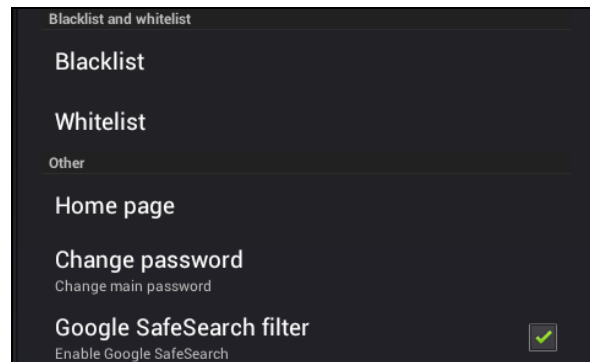 Blacklist and whitelist
Blacklist
Whitelist
Other
Home page
Change password
Change main password
Google SafeSearch filter
Enable Google SafeSearch